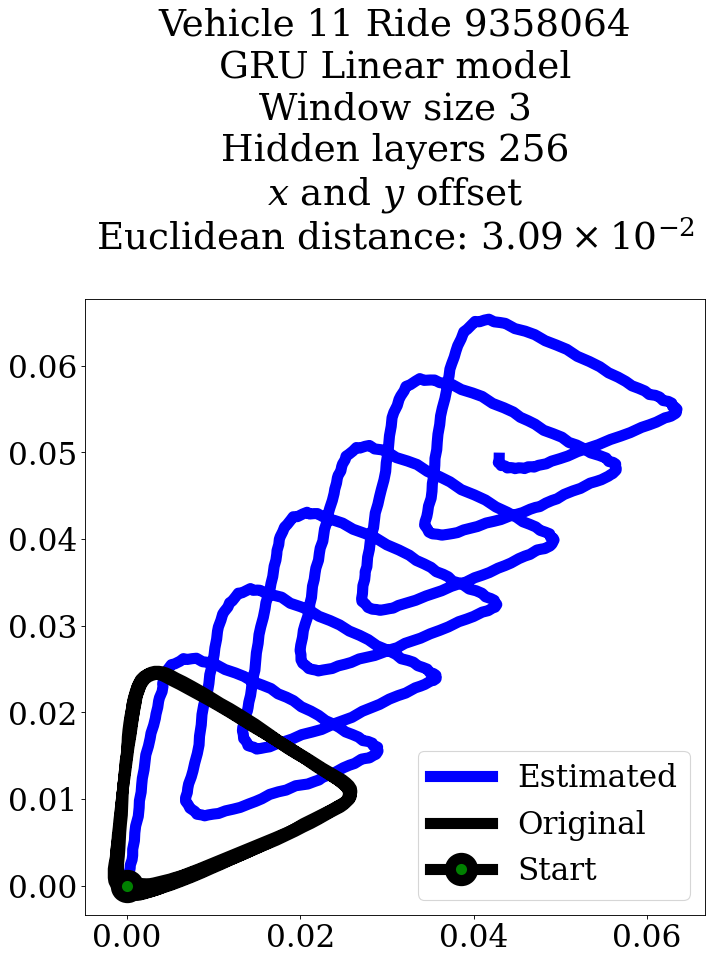 Vehicle 11 Ride 9358064
GRU Linear model
Window size 3
Hidden layers 256
x and y offset
Euclidean distance: 3.09 × 10⁻²
0.06
0.05
0.04
0.03
0.02
0.01
0.00
Estimated
Original
Start
0.00 0.02 0.04 0.06